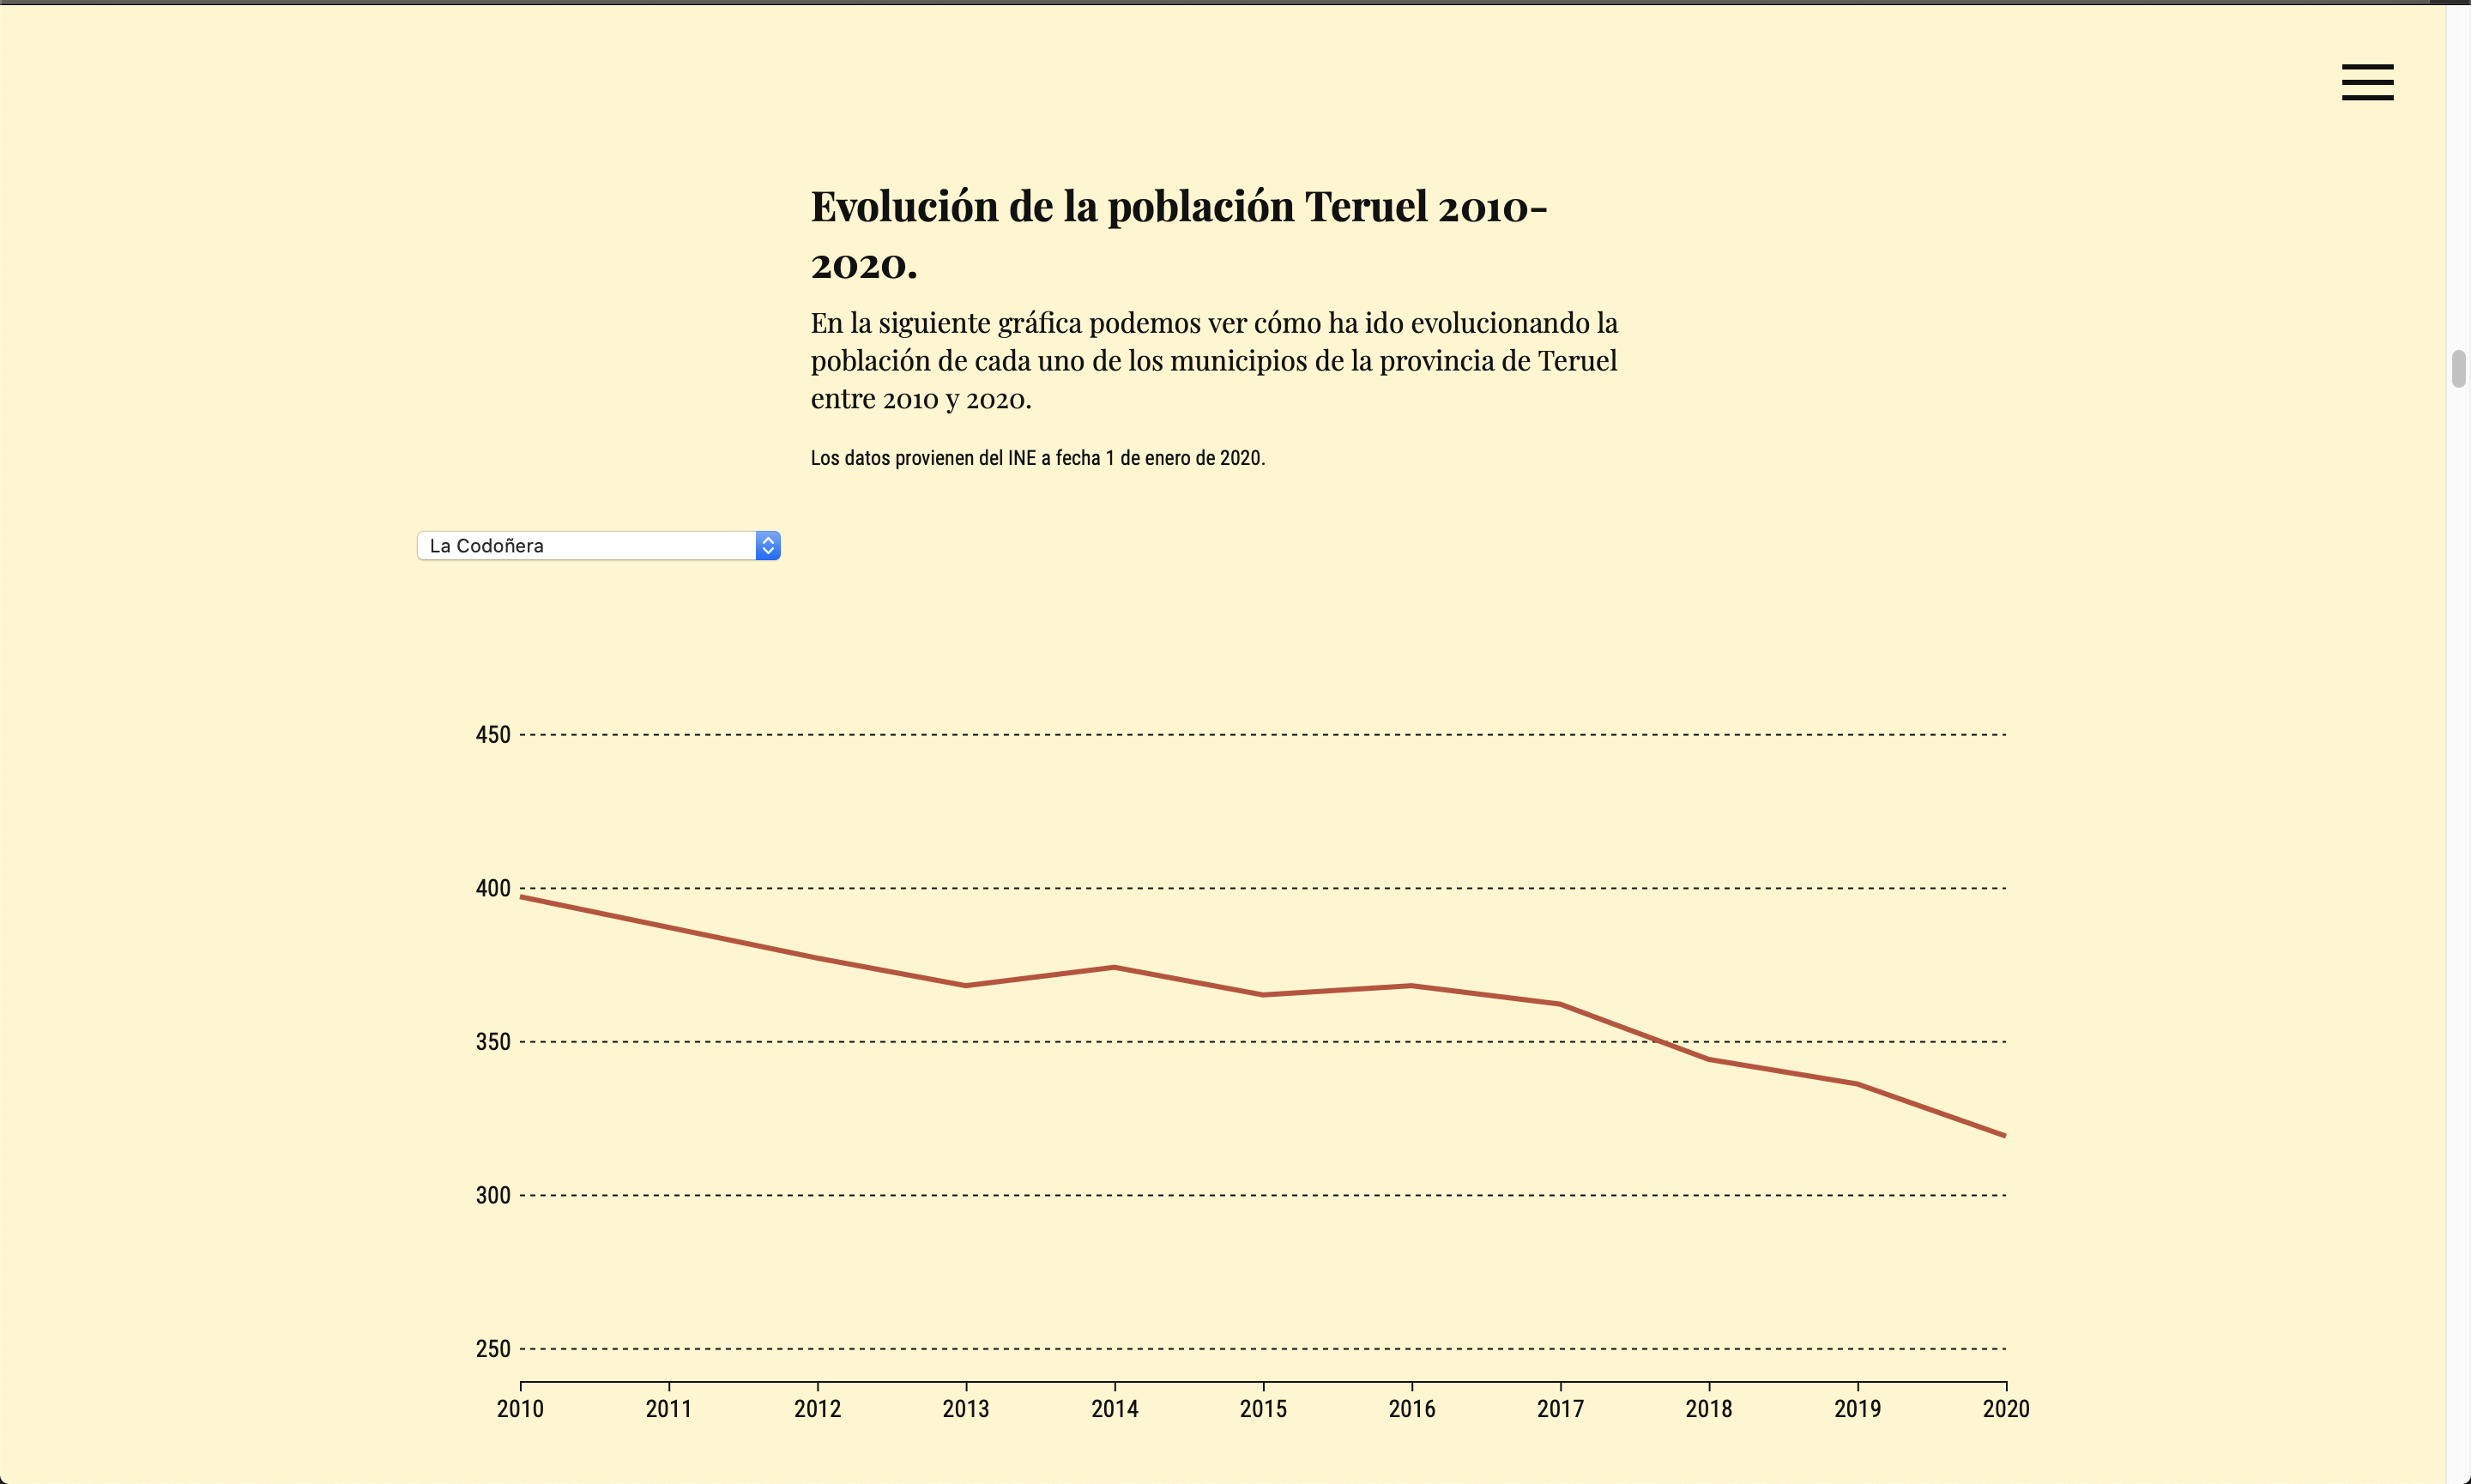 Evolución de la población Teruel 2010-
2020.
En la siguiente gráfica podemos ver cómo ha ido evolucionando la
población de cada uno de los municipios de la provincia de Teruel
entre 2010 y 2020.
Los datos provienen del INE a fecha 1 de enero de 2020.
La Codoñera
450
400
350
300
250
2010 2011 2012 2013 2014 2015 2016 2017 2018 2019 2020